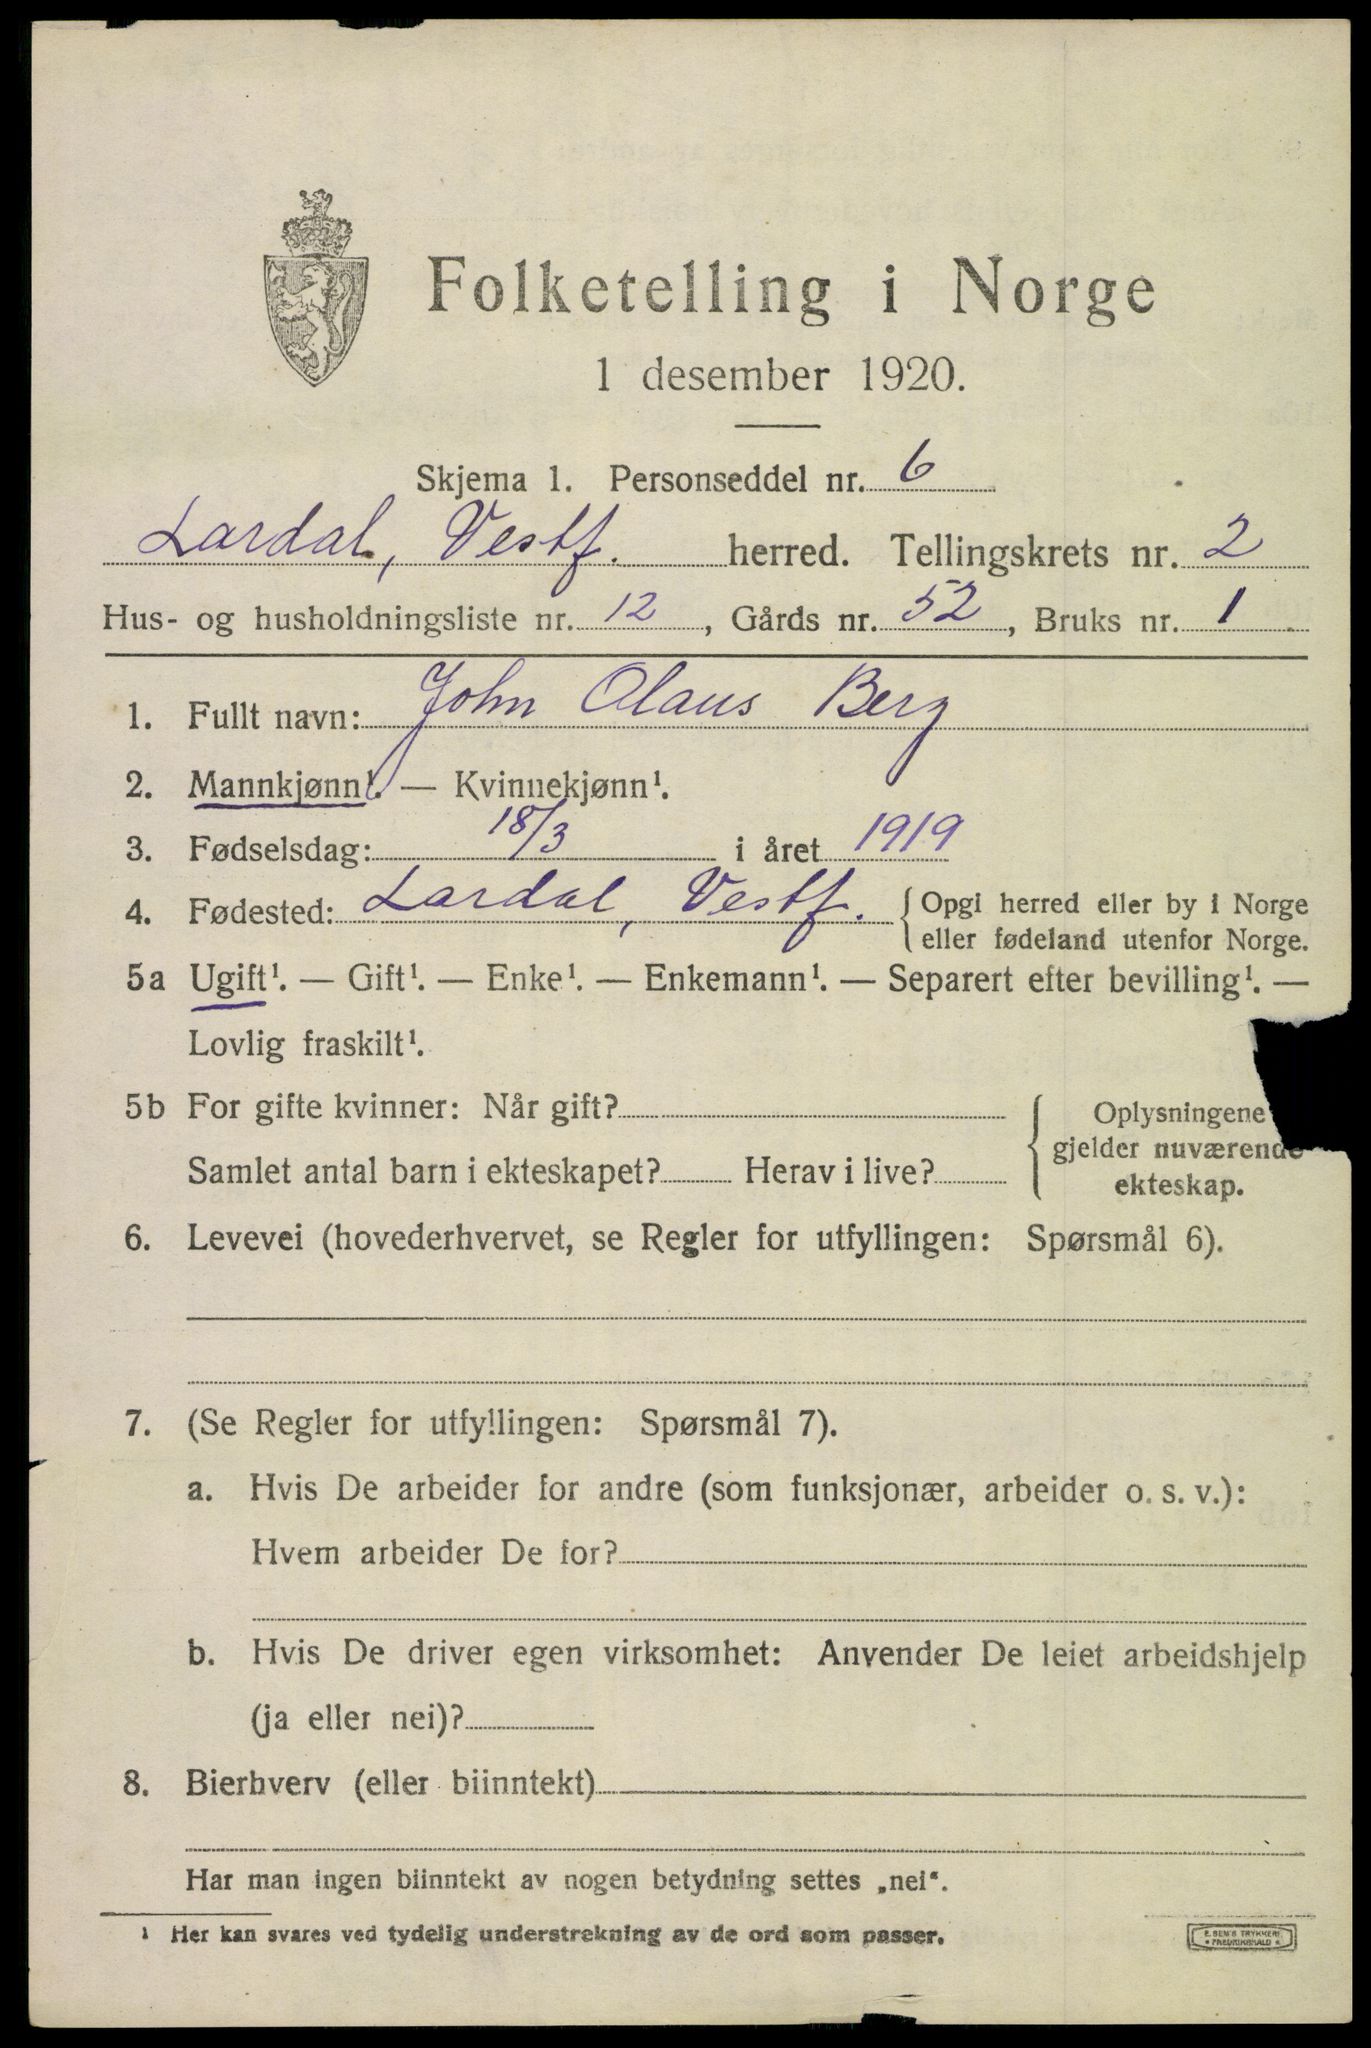 Folketelling i Norge
1 desember 1920.
Skjema 1. Personseddel nr. 6
Lardal, Vestf. herred. Tellingskrets nr. 2
Hus- og husholdningsliste nr. 12, Gårds nr. 52, Bruks nr. 1
1. Fullt navn: John Olaus Berg
2. Mannkjønn¹. — Kvinnekjønn¹.
3. Fødselsdag: 18/3 i året 1919
4. Fødested: Lardal, Vestf. { Opgi herred eller by i Norge
eller fødeland utenfor Norge.
5a Ugift¹. — Gift¹. — Enke¹. — Enkemann¹. — Separert efter bevilling¹. —
Lovlig fraskilt¹.
5b For gifte kvinner: Når gift? { Oplysningene
gjelder nuværende
Samlet antal barn i ekteskapet? Herav i live?
ekteskap.
6. Levevei (hovederhvervet, se Regler for utfyllingen: Spørsmål 6).
7. (Se Regler for utfyllingen: Spørsmål 7).
a. Hvis De arbeider for andre (som funksjonær, arbeider o. s. v.):
Hvem arbeider De for?
b. Hvis De driver egen virksomhet: Anvender De leiet arbeidshjelp
(ja eller nei)?
8. Bierhverv (eller biinntekt)
Har man ingen biinntekt av nogen betydning settes „nei“.
¹ Her kan svares ved tydelig understrekning av de ord som passer.
E. SEM'S TRYKKERI
* FREDRIKSHALD *